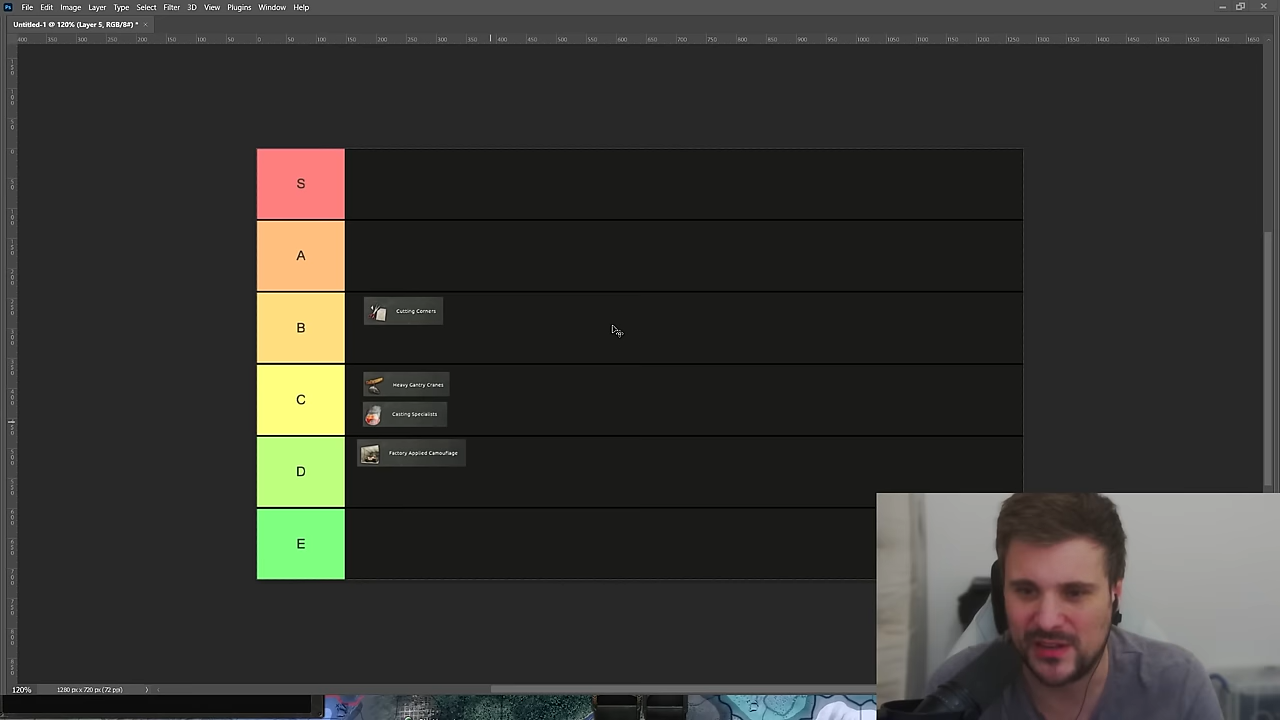 File Edit Image Layer Type Select Filter 3D View Plugins Window Help
Untitled-1 @ 120% (Layer 5, RGB/8#) *
S
A
B
Cutting Corners
C
Heavy Gantry Cranes
Casting Specialists
D
Factory Applied Camouflage
E
120% 1280 px x 720 px (72 ppi)